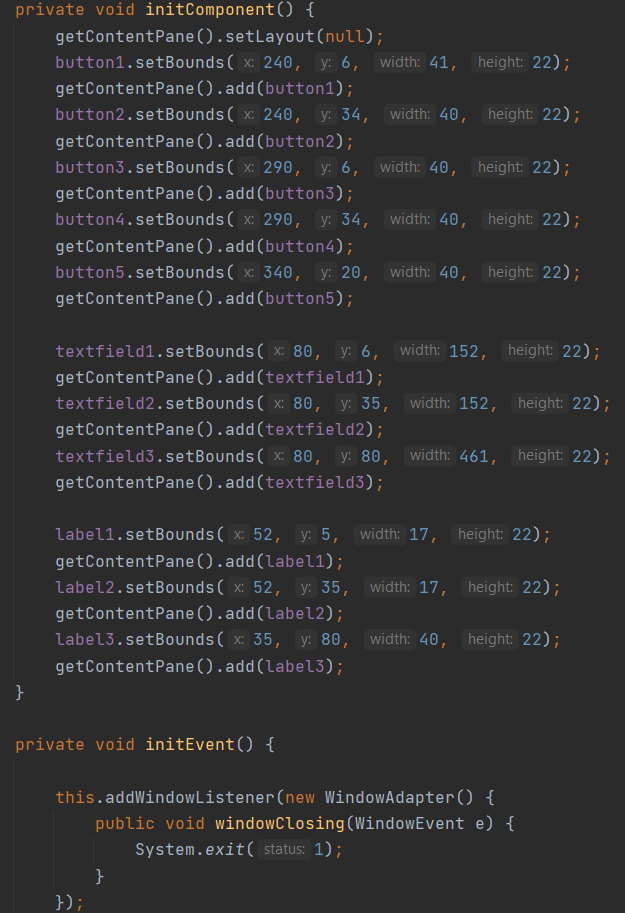 private void initComponent() {
getContentPane().setLayout(null);
button1.setBounds( x: 240, y: 6, width: 41, height: 22);
getContentPane().add(button1);
button2.setBounds( x: 240, y: 34, width: 40, height: 22);
getContentPane().add(button2);
button3.setBounds( x: 290, y: 6, width: 40, height: 22);
getContentPane().add(button3);
button4.setBounds( x: 290, y: 34, width: 40, height: 22);
getContentPane().add(button4);
button5.setBounds( x: 340, y: 20, width: 40, height: 22);
getContentPane().add(button5);
textfield1.setBounds( x: 80, y: 6, width: 152, height: 22);
getContentPane().add(textfield1);
textfield2.setBounds( x: 80, y: 35, width: 152, height: 22);
getContentPane().add(textfield2);
textfield3.setBounds( x: 80, y: 80, width: 461, height: 22);
getContentPane().add(textfield3);
label1.setBounds( x: 52, y: 5, width: 17, height: 22);
getContentPane().add(label1);
label2.setBounds( x: 52, y: 35, width: 17, height: 22);
getContentPane().add(label2);
label3.setBounds( x: 35, y: 80, width: 40, height: 22);
getContentPane().add(label3);
}
private void initEvent() {
this.addWindowListener(new WindowAdapter() {
public void windowClosing(WindowEvent e) {
System.exit( status: 1);
}
});